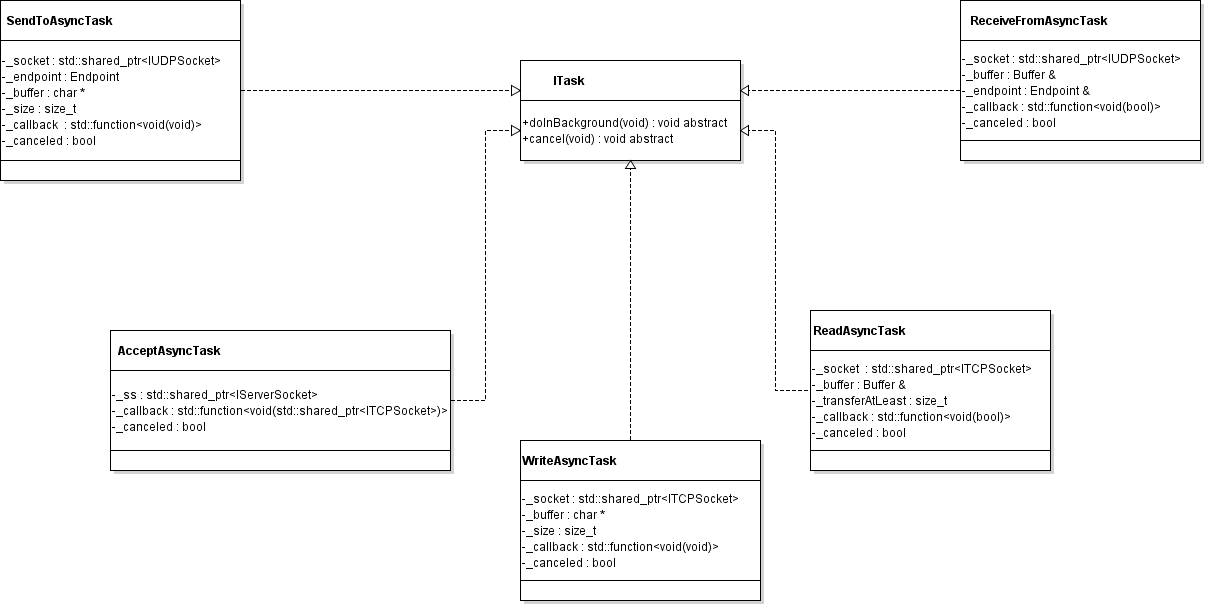 SendToAsyncTask
-_socket : std::shared_ptr<IUDPSocket>
-_endpoint : Endpoint
-_buffer : char *
-_size : size_t
-_callback : std::function<void(void)>
-_canceled : bool
ITask
+doInBackground(void) : void abstract
+cancel(void) : void abstract
ReceiveFromAsyncTask
-_socket : std::shared_ptr<IUDPSocket>
-_buffer : Buffer &
-_endpoint : Endpoint &
-_callback : std::function<void(bool)>
-_canceled : bool
AcceptAsyncTask
-_ss : std::shared_ptr<IServerSocket>
-_callback : std::function<void(std::shared_ptr<ITCPSocket>)>
-_canceled : bool
ReadAsyncTask
-_socket : std::shared_ptr<ITCPSocket>
-_buffer : Buffer &
-_transferAtLeast : size_t
-_callback : std::function<void(bool)>
-_canceled : bool
WriteAsyncTask
-_socket : std::shared_ptr<ITCPSocket>
-_buffer : char *
-_size : size_t
-_callback : std::function<void(void)>
-_canceled : bool